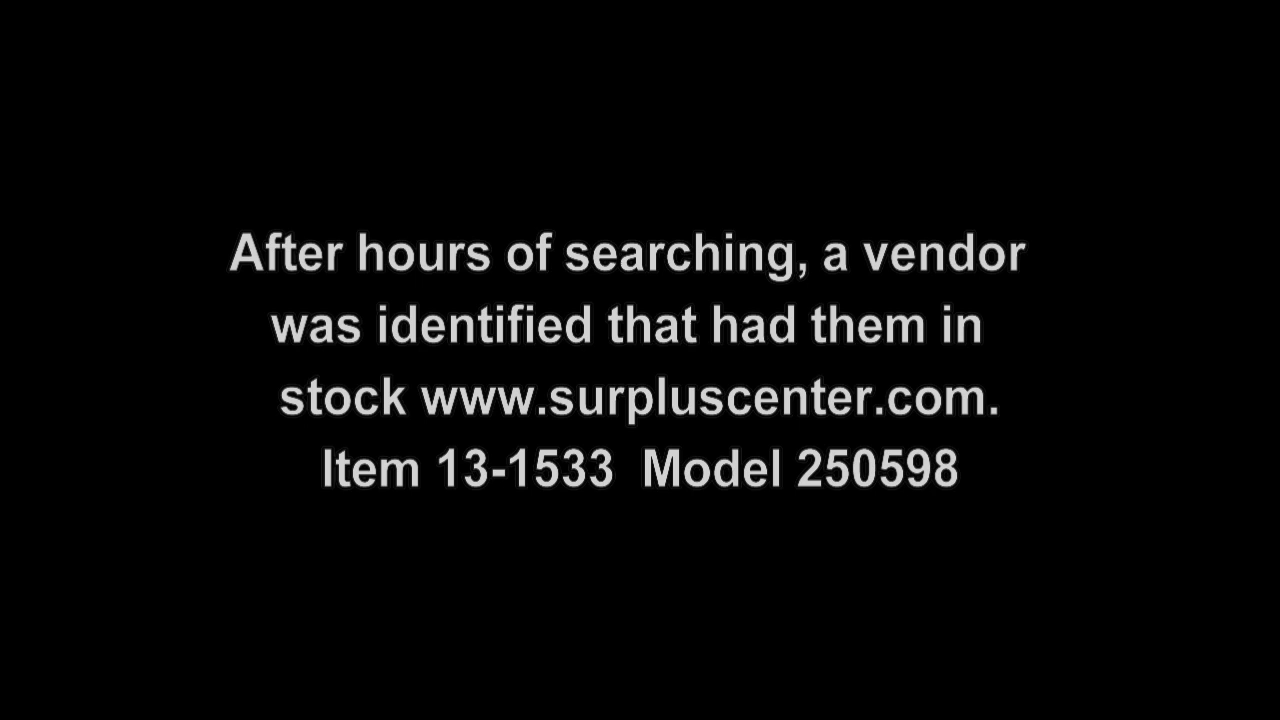 After hours of searching, a vendor
was identified that had them in
stock www.surpluscenter.com.
Item 13-1533  Model 250598